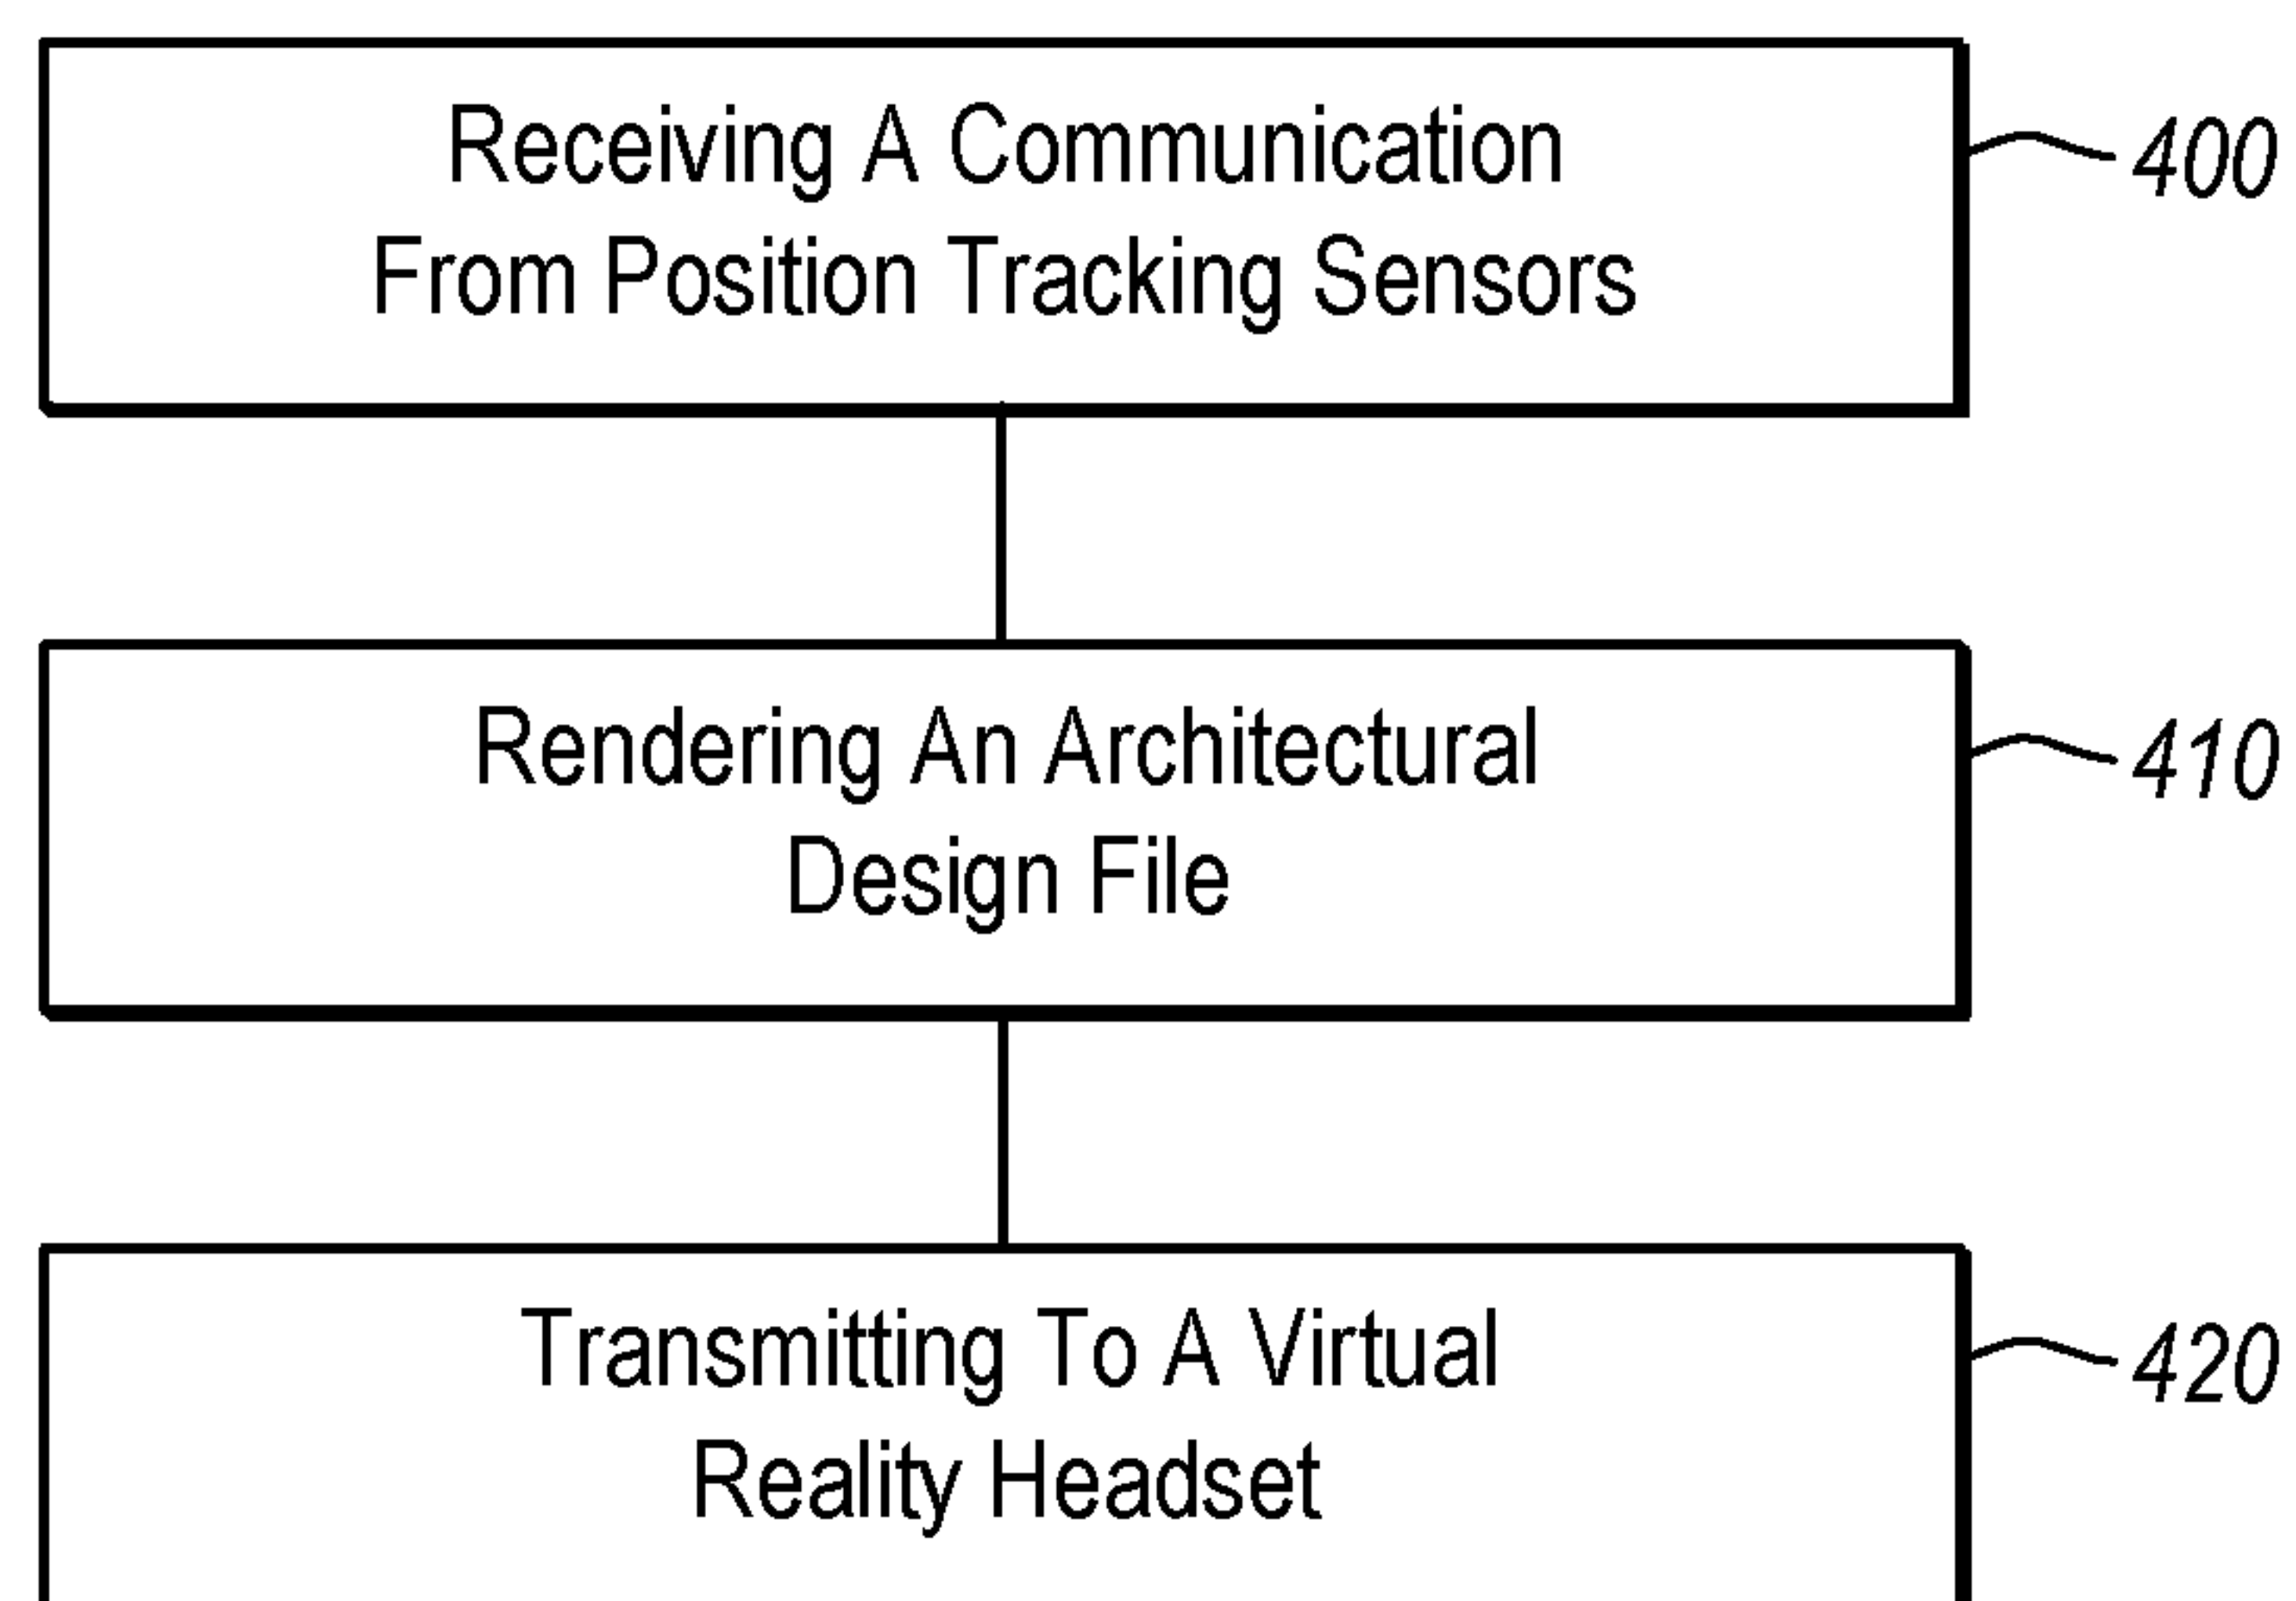 Receiving A Communication
From Position Tracking Sensors
400
Rendering An Architectural
Design File
410
Transmitting To A Virtual
Reality Headset
420